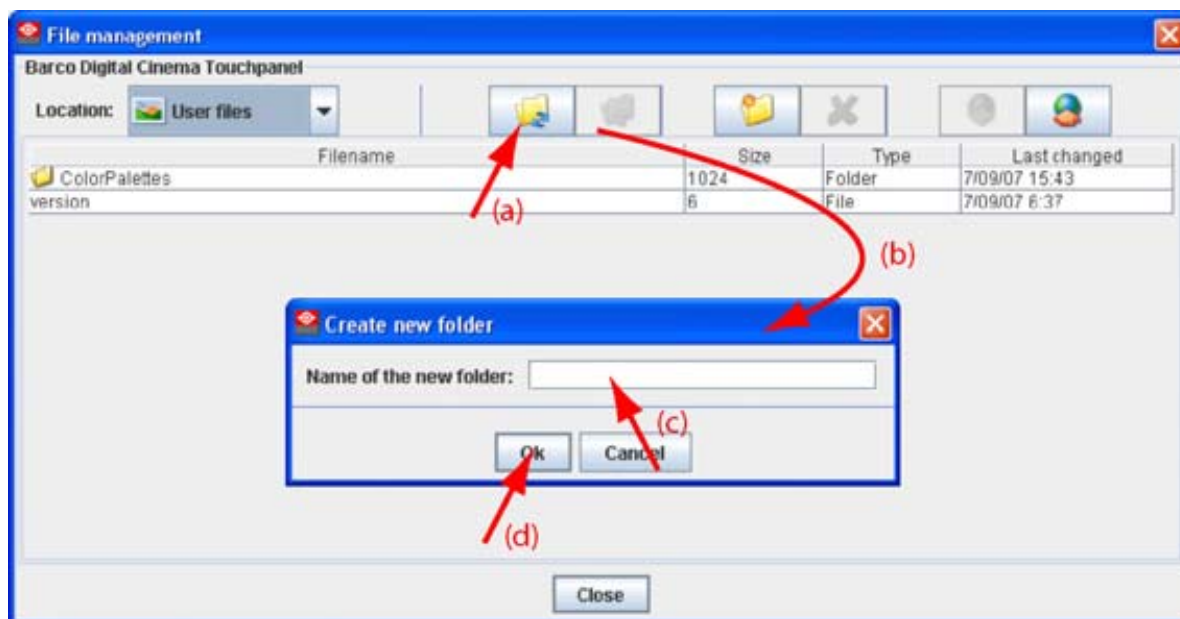 File management
Barco Digital Cinema Touchpanel
Location: User files
Filename Size Type Last changed
ColorPalettes 1024 Folder 7/09/07 15:43
version 6 File 7/09/07 6:37
(a)
(b)
Create new folder
Name of the new folder:
(c)
Ok Cancel
(d)
Close